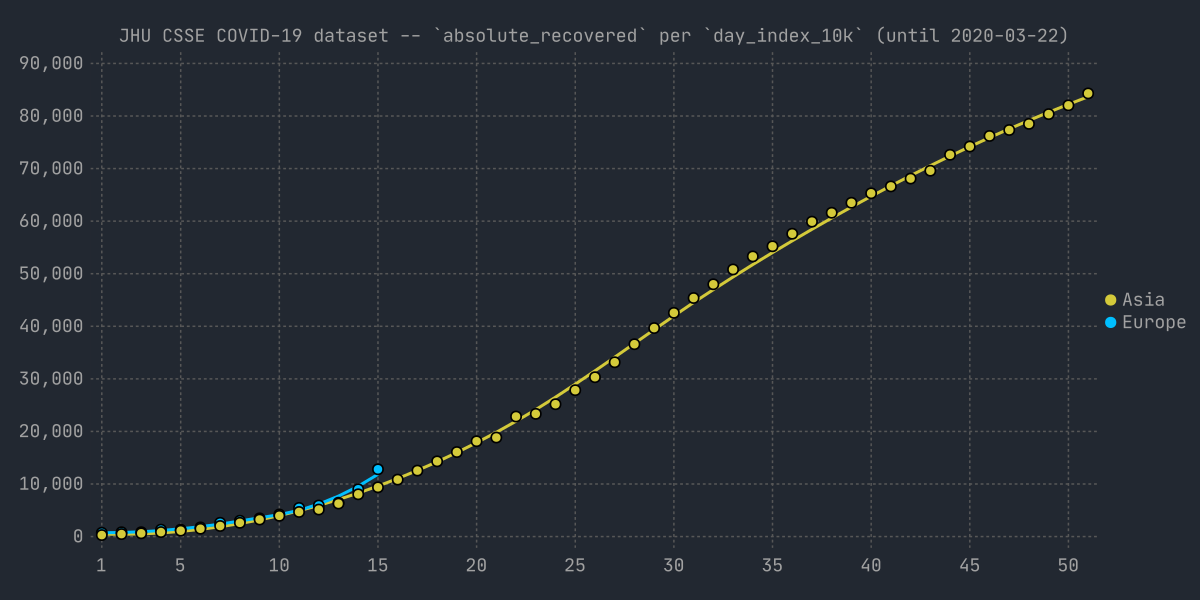 JHU CSSE COVID-19 dataset -- `absolute_recovered` per `day_index_10k` (until 2020-03-22)
90,000
80,000
70,000
60,000
50,000
40,000
30,000
20,000
10,000
0
Asia
Europe
1 5 10 15 20 25 30 35 40 45 50